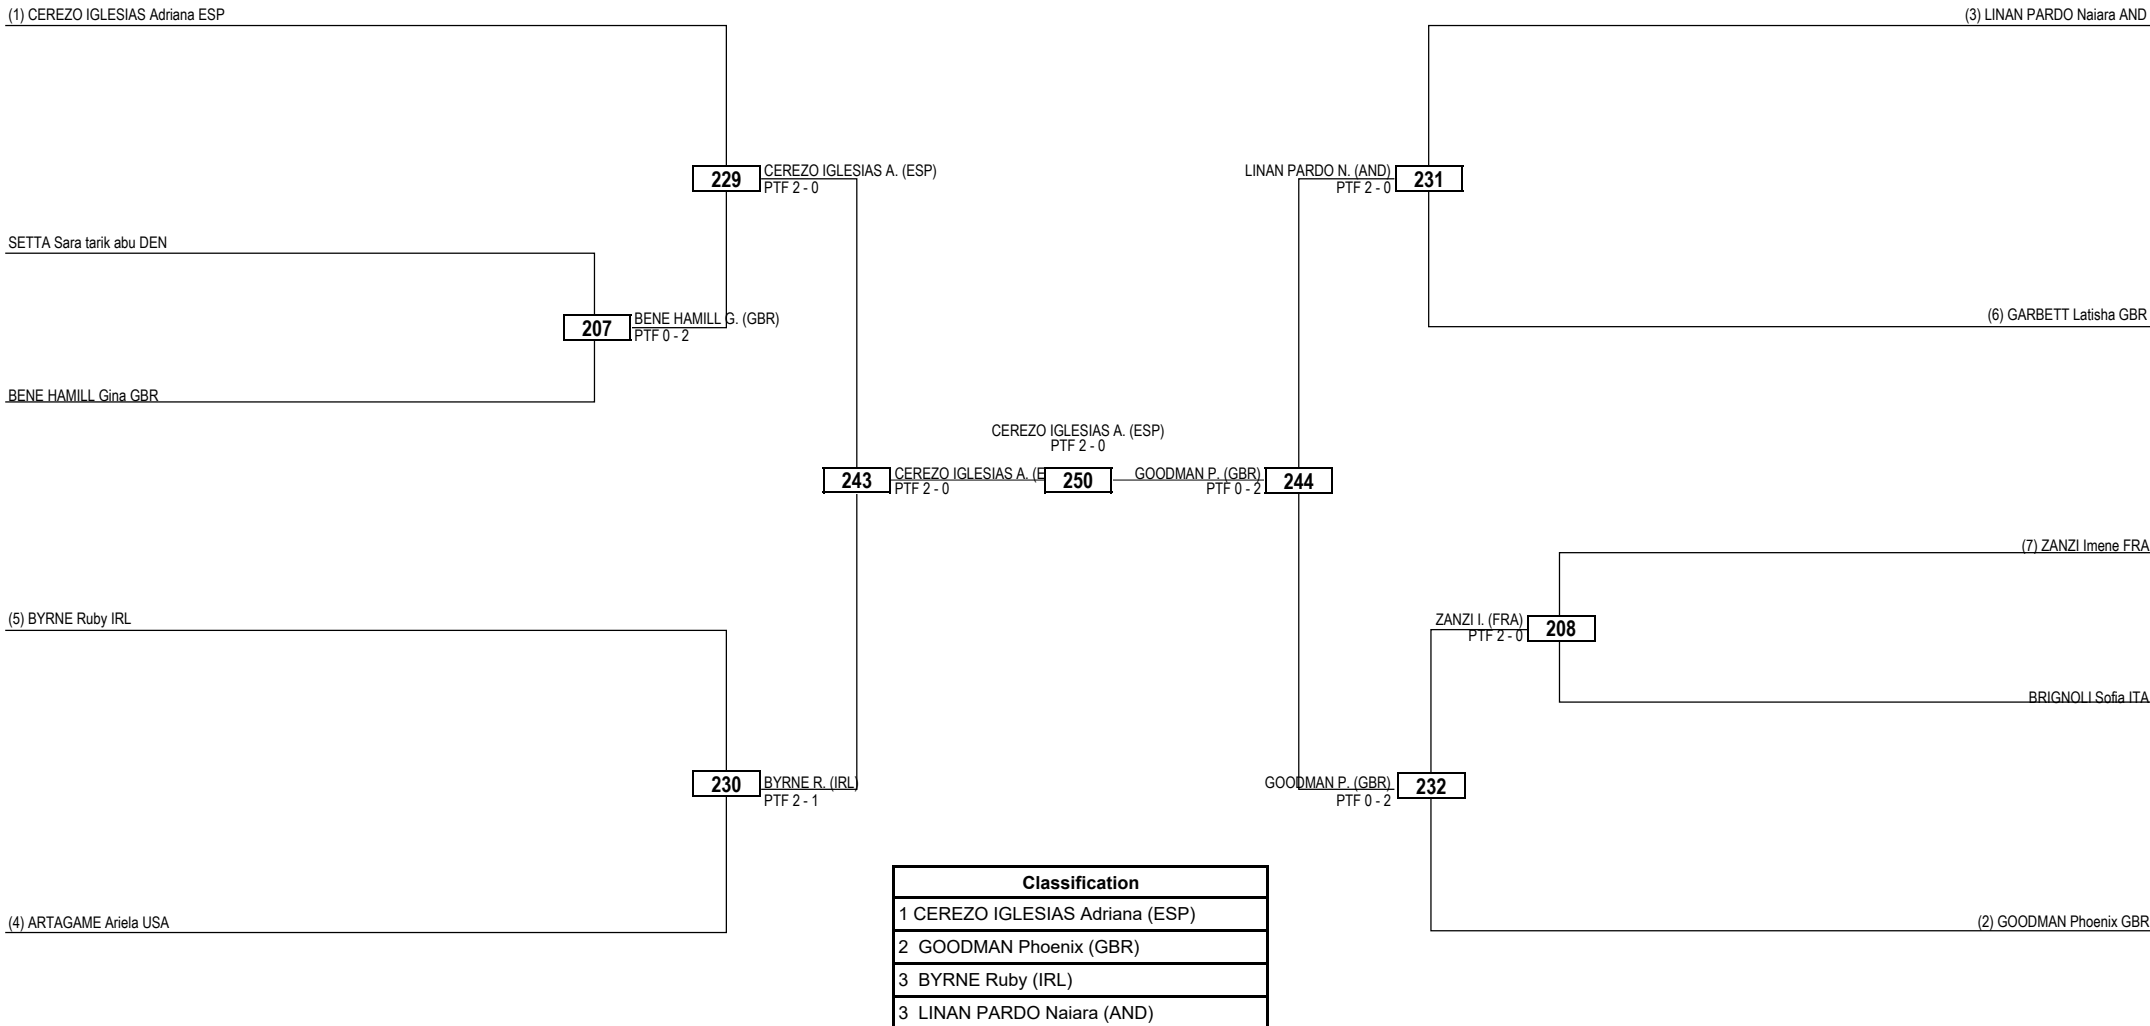 (1) CEREZO IGLESIAS Adriana ESP
(3) LINAN PARDO Naiara AND
229
CEREZO IGLESIAS A. (ESP)
PTF 2 - 0
LINAN PARDO N. (AND)
PTF 2 - 0
231
SETTA Sara tarik abu DEN
207
BENE HAMILL G. (GBR)
PTF 0 - 2
(6) GARBETT Latisha GBR
BENE HAMILL Gina GBR
CEREZO IGLESIAS A. (ESP)
PTF 2 - 0
243
CEREZO IGLESIAS A. (E
PTF 2 - 0
250
GOODMAN P. (GBR)
PTF 0 - 2
244
(7) ZANZI Imene FRA
(5) BYRNE Ruby IRL
ZANZI I. (FRA)
PTF 2 - 0
208
BRIGNOLI Sofia ITA
230
BYRNE R. (IRL)
PTF 2 - 1
GOODMAN P. (GBR)
PTF 0 - 2
232
(4) ARTAGAME Ariela USA
(2) GOODMAN Phoenix GBR
Classification
1 CEREZO IGLESIAS Adriana (ESP)
2 GOODMAN Phoenix (GBR)
3 BYRNE Ruby (IRL)
3 LINAN PARDO Naiara (AND)